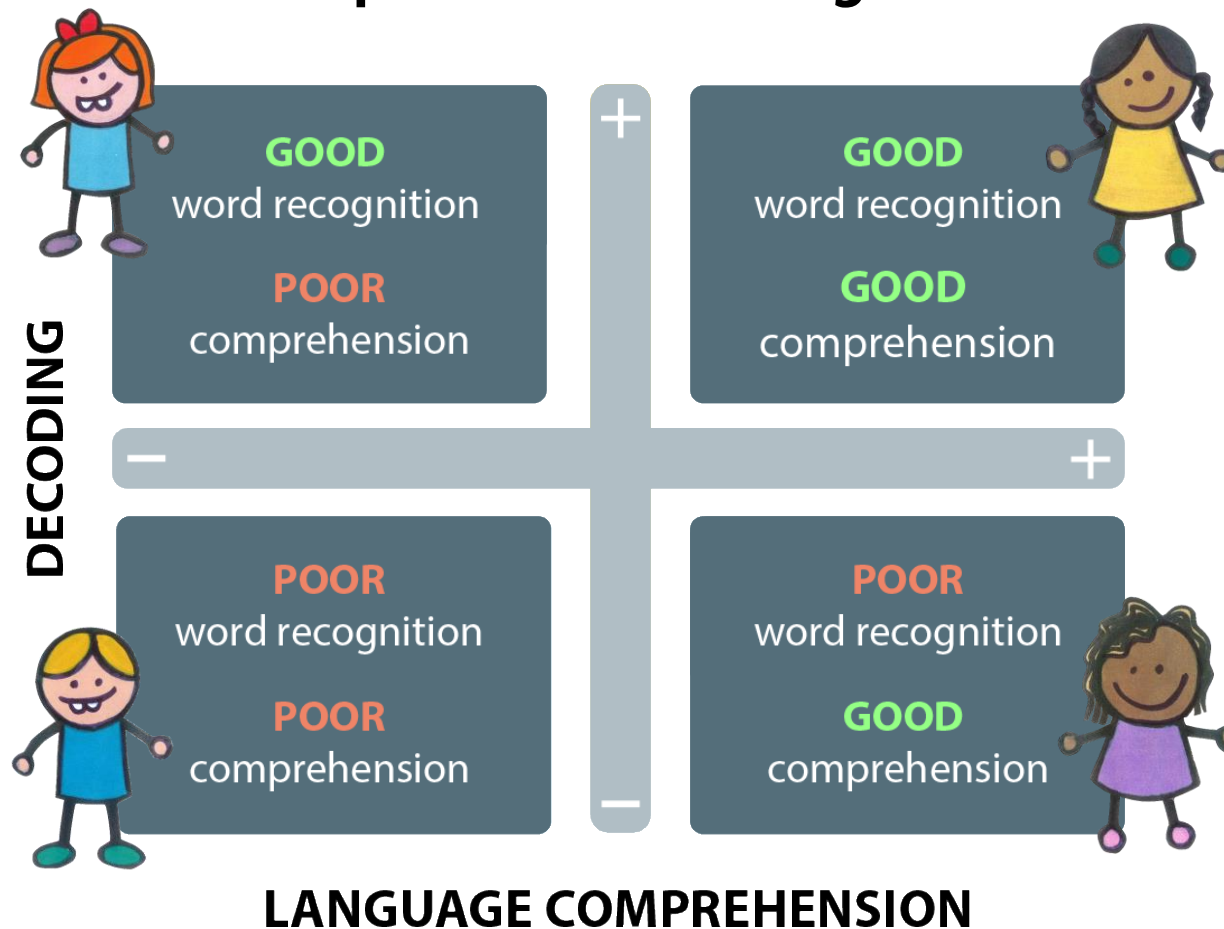 GOOD
word recognition
POOR
comprehension
GOOD
word recognition
GOOD
comprehension
DECODING
POOR
word recognition
POOR
comprehension
POOR
word recognition
GOOD
comprehension
LANGUAGE COMPREHENSION